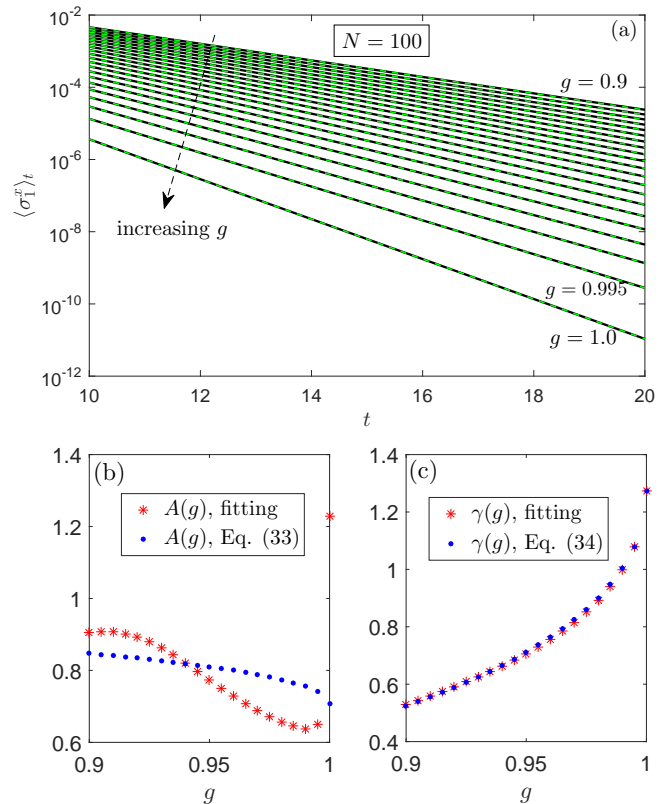 (a)
N = 100
10⁻²
10⁻⁴
10⁻⁶
10⁻⁸
10⁻¹⁰
10⁻¹²
⟨σ₁ˣ⟩ₜ
g = 0.9
increasing g
g = 0.995
g = 1.0
10 12 14 16 18 20
t
(b)
1.4
1.2
1
0.8
0.6
A(g), fitting
A(g), Eq. (33)
0.9 0.95 1
g
(c)
1.4
1.2
1
0.8
0.6
0.4
γ(g), fitting
γ(g), Eq. (34)
0.9 0.95 1
g